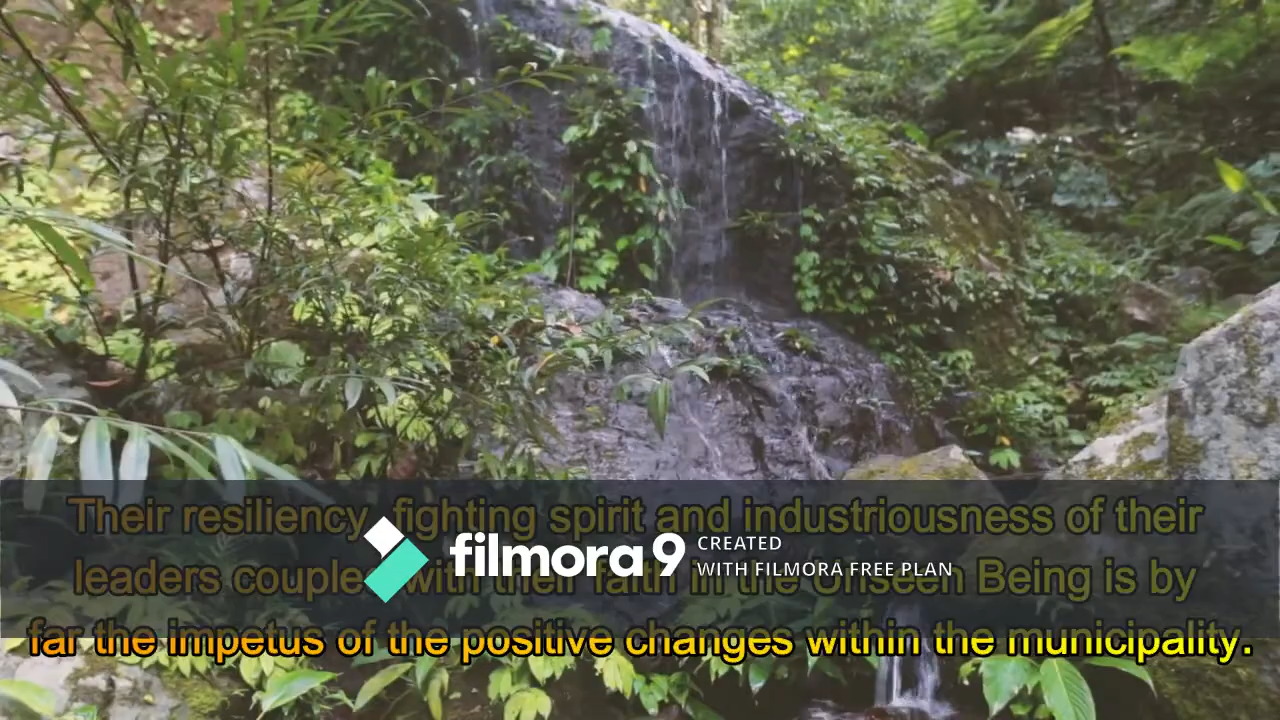 Their resiliency, fighting spirit and industriousness of their
leaders coupled with their faith in the Unseen Being is by
far the impetus of the positive changes within the municipality.
filmora9
CREATED
WITH FILMORA FREE PLAN